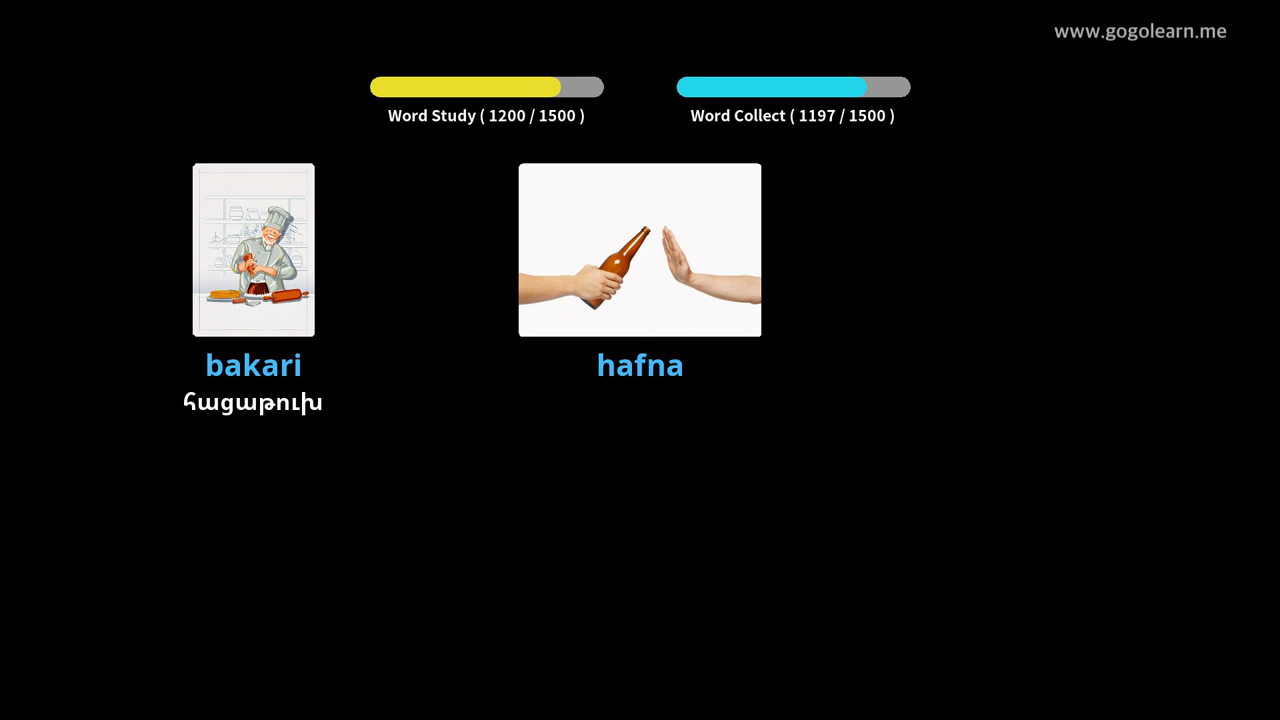 www.gogolearn.me
Word Study ( 1200 / 1500 )
Word Collect ( 1197 / 1500 )
bakari
hafna
հացաթուխ